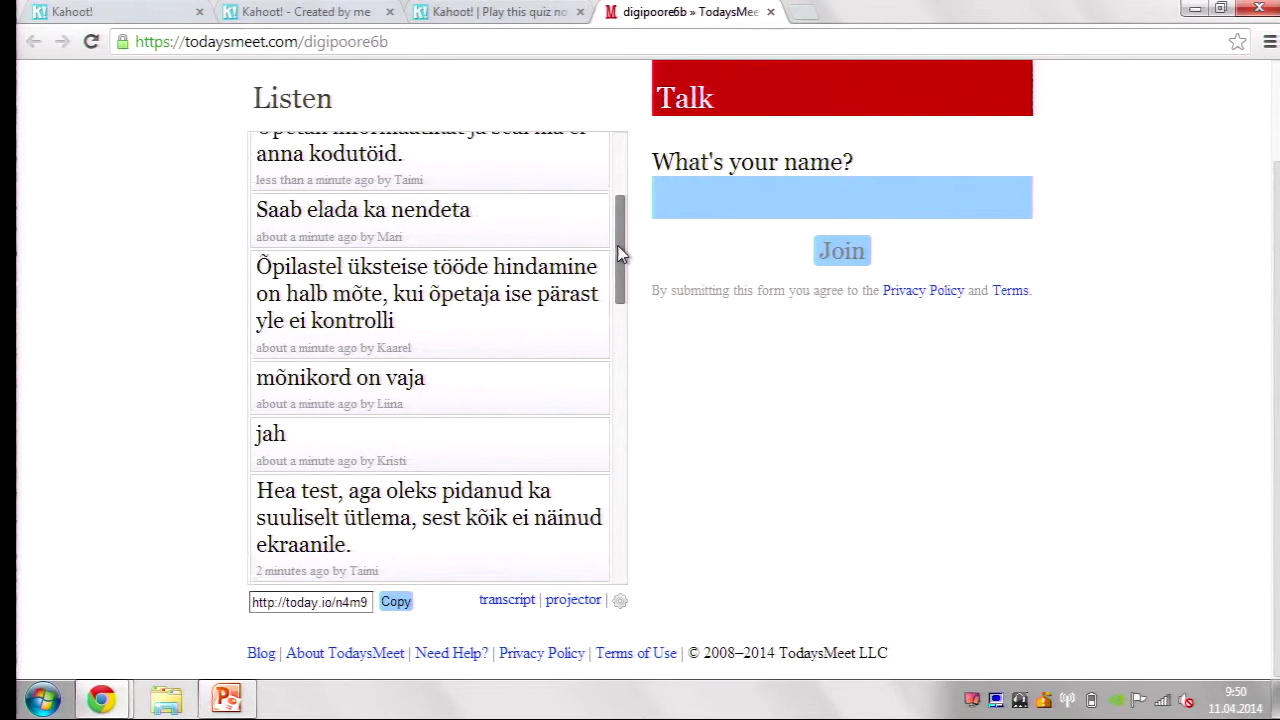 Kahoot!
Kahoot! - Created by me
Kahoot! | Play this quiz no
digipoore6b » TodaysMee
https://todaysmeet.com/digipoore6b
Listen
anna kodutöid.
less than a minute ago by Taimi
Saab elada ka nendeta
about a minute ago by Mari
Õpilastel üksteise tööde hindamine
on halb mõte, kui õpetaja ise pärast
yle ei kontrolli
about a minute ago by Kaarel
mõnikord on vaja
about a minute ago by Liina
jah
about a minute ago by Kristi
Hea test, aga oleks pidanud ka
suuliselt ütlema, sest kõik ei näinud
ekraanile.
2 minutes ago by Taimi
http://today.io/n4m9
Copy
transcript | projector |
Talk
What's your name?
Join
By submitting this form you agree to the Privacy Policy and Terms.
Blog | About TodaysMeet | Need Help? | Privacy Policy | Terms of Use | © 2008–2014 TodaysMeet LLC
9:50
11.04.2014